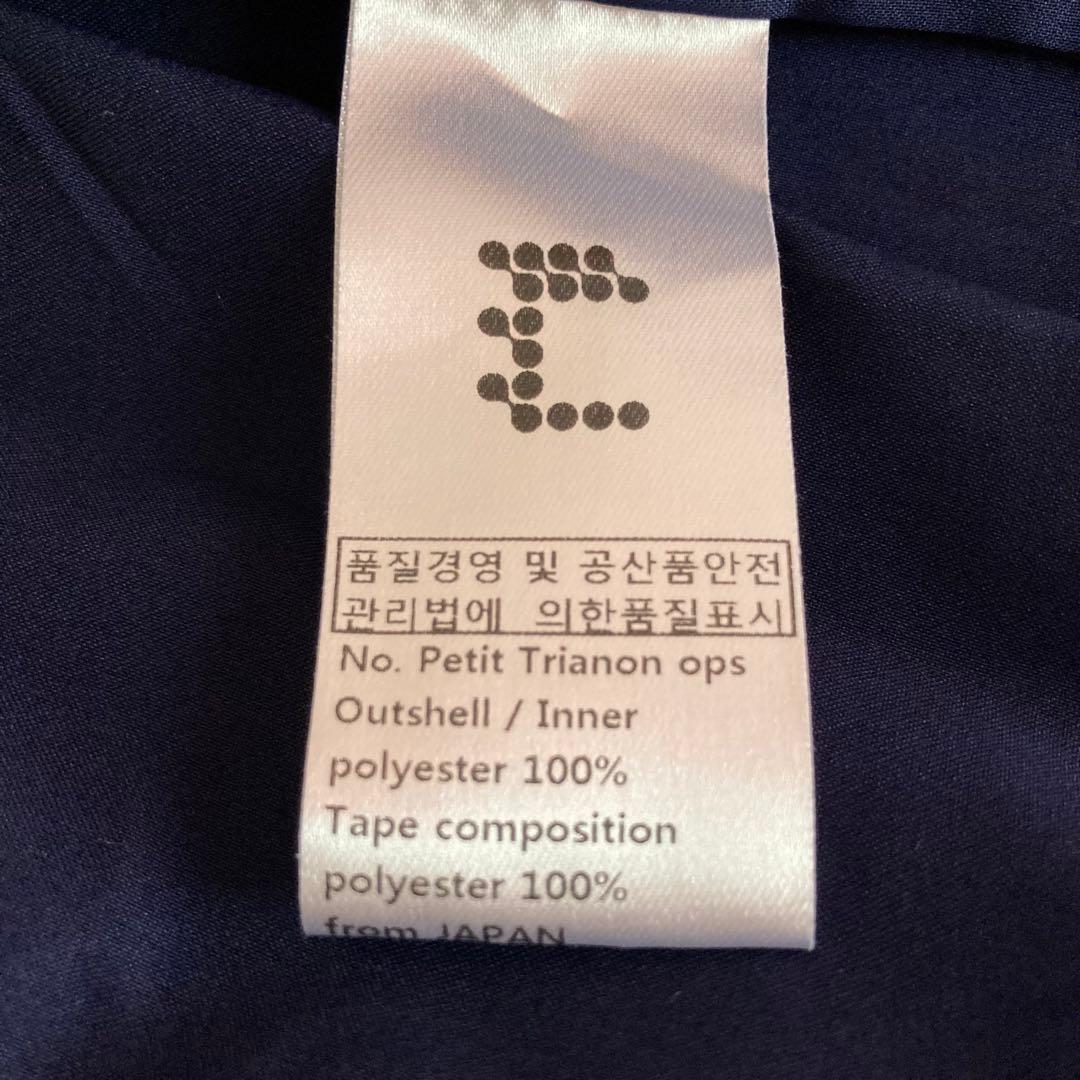 품질경영 및 공산품안전
관리법에 의한품질표시
No. Petit Trianon ops
Outshell / Inner
polyester 100%
Tape composition
polyester 100%
from JAPAN